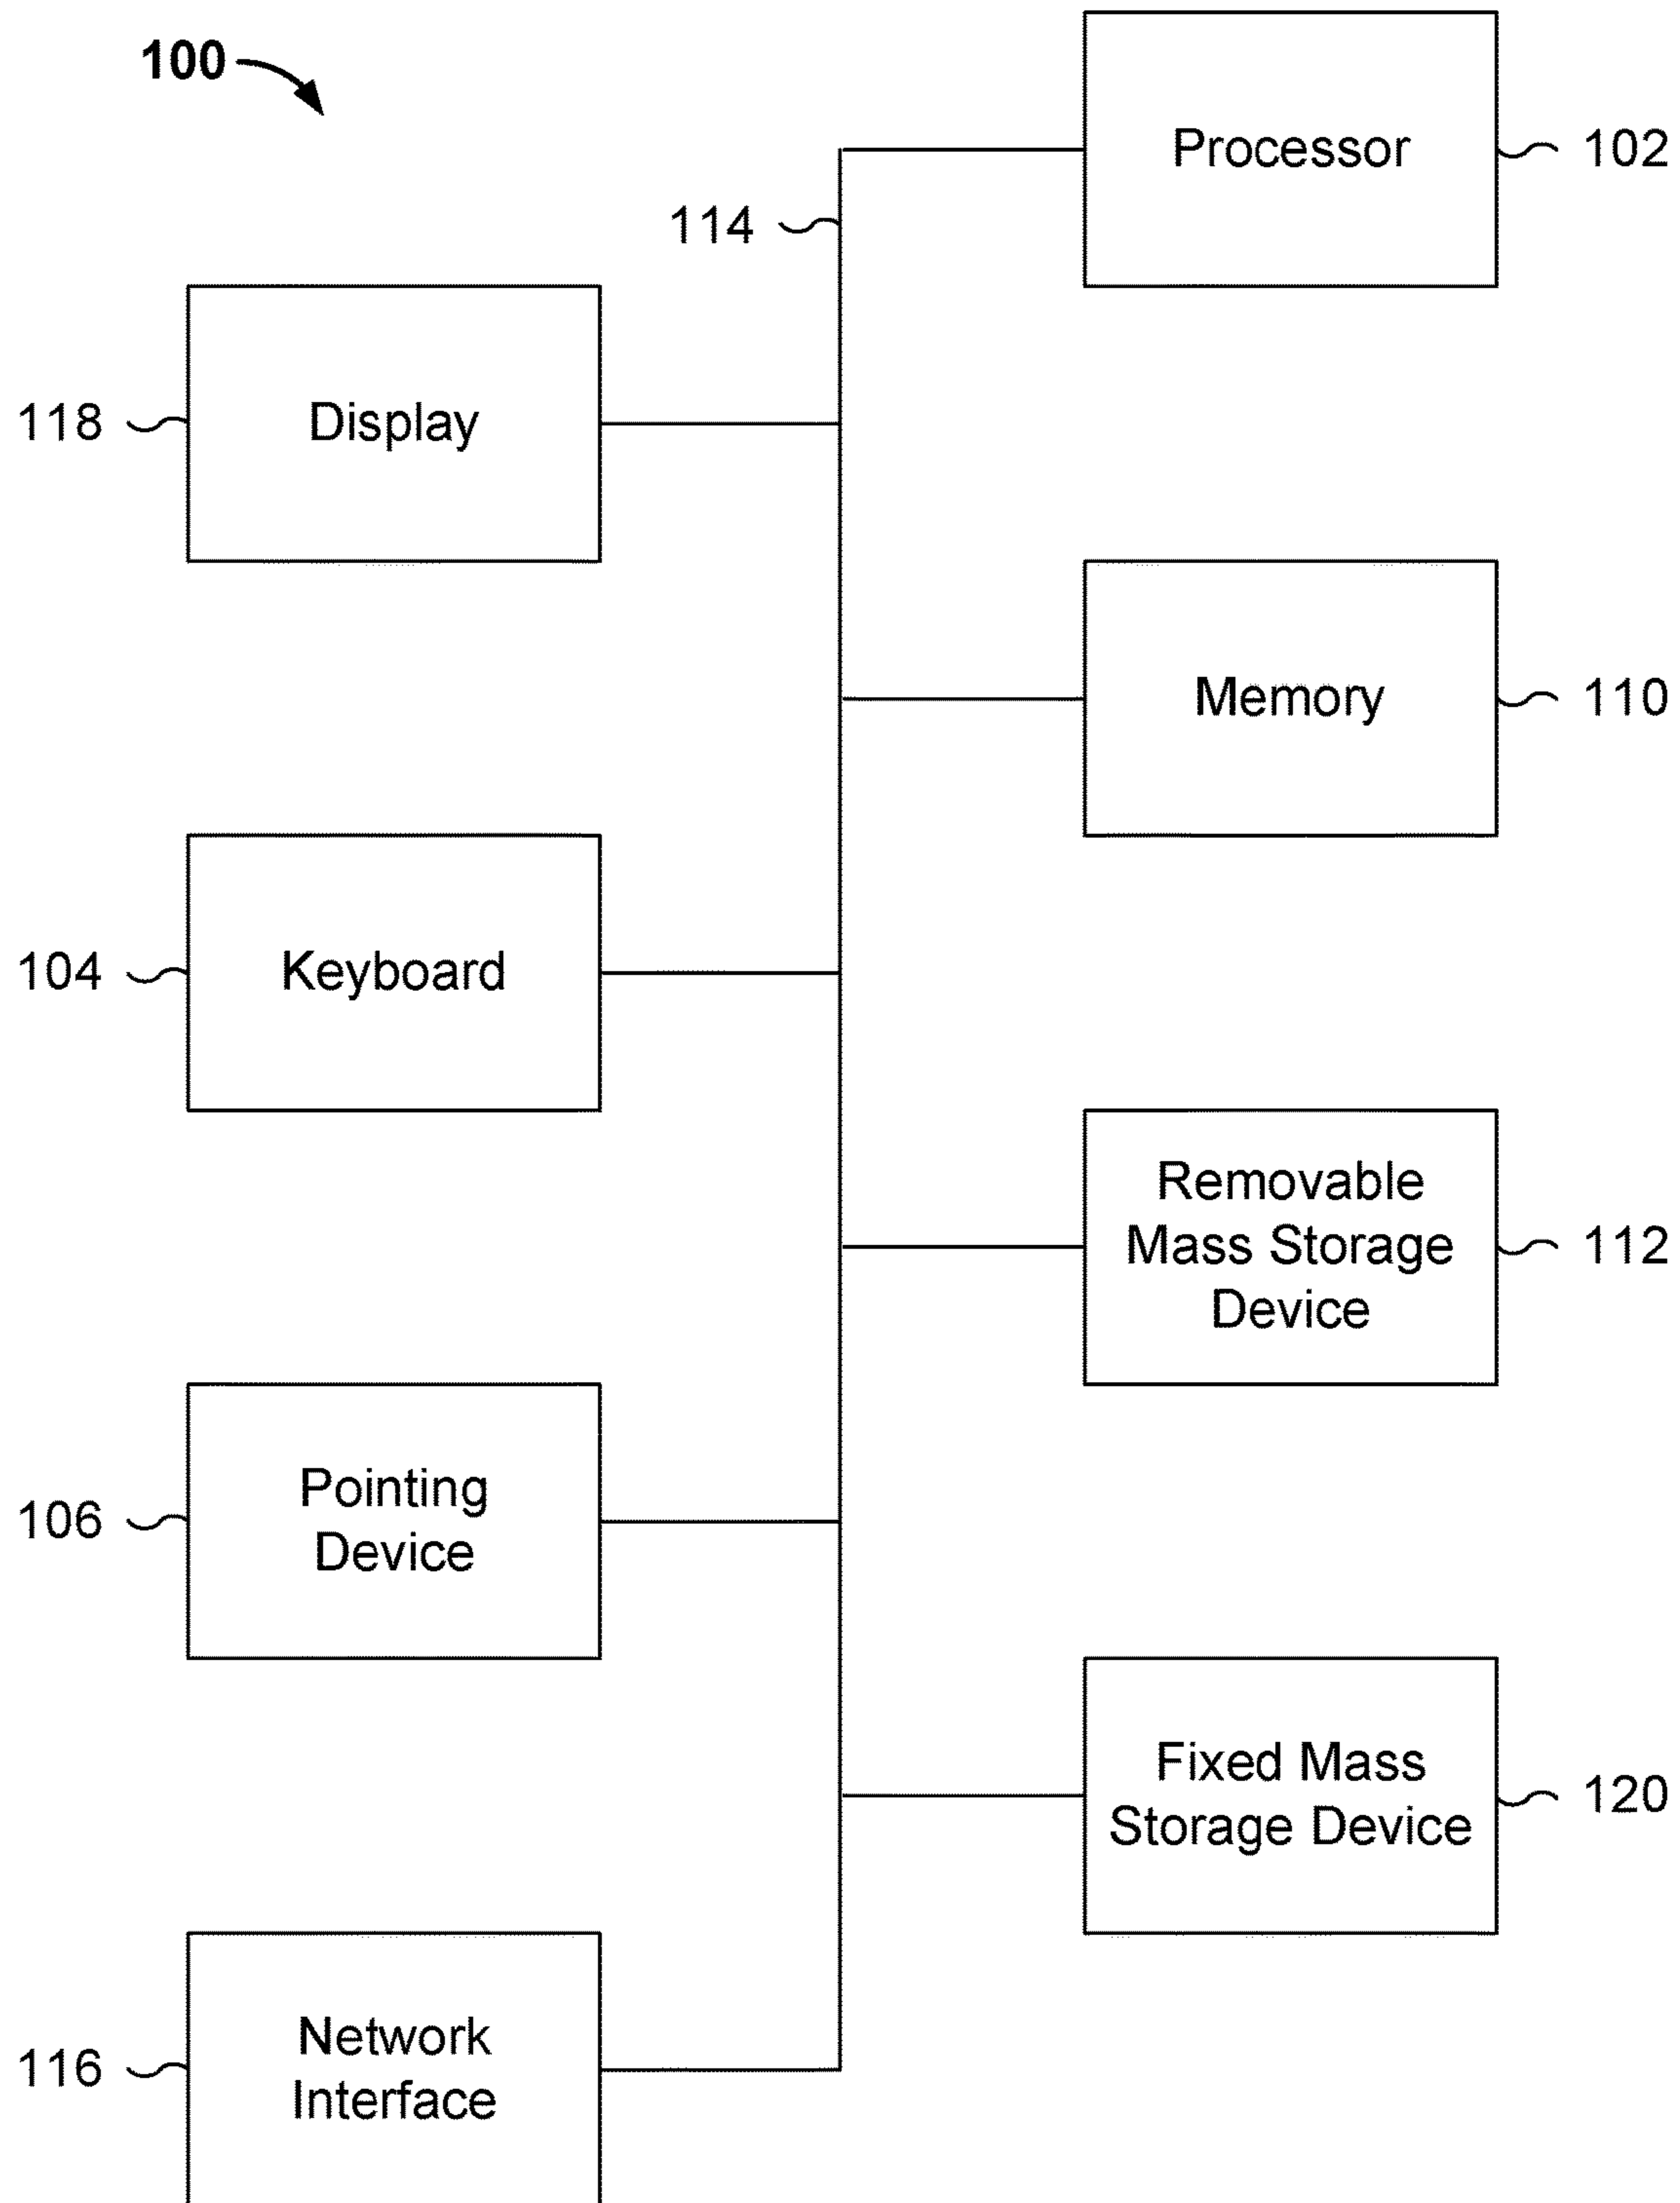 100
Processor
102
114
118
Display
Memory
110
104
Keyboard
Removable
Mass Storage
Device
112
106
Pointing
Device
Fixed Mass
Storage Device
120
116
Network
Interface